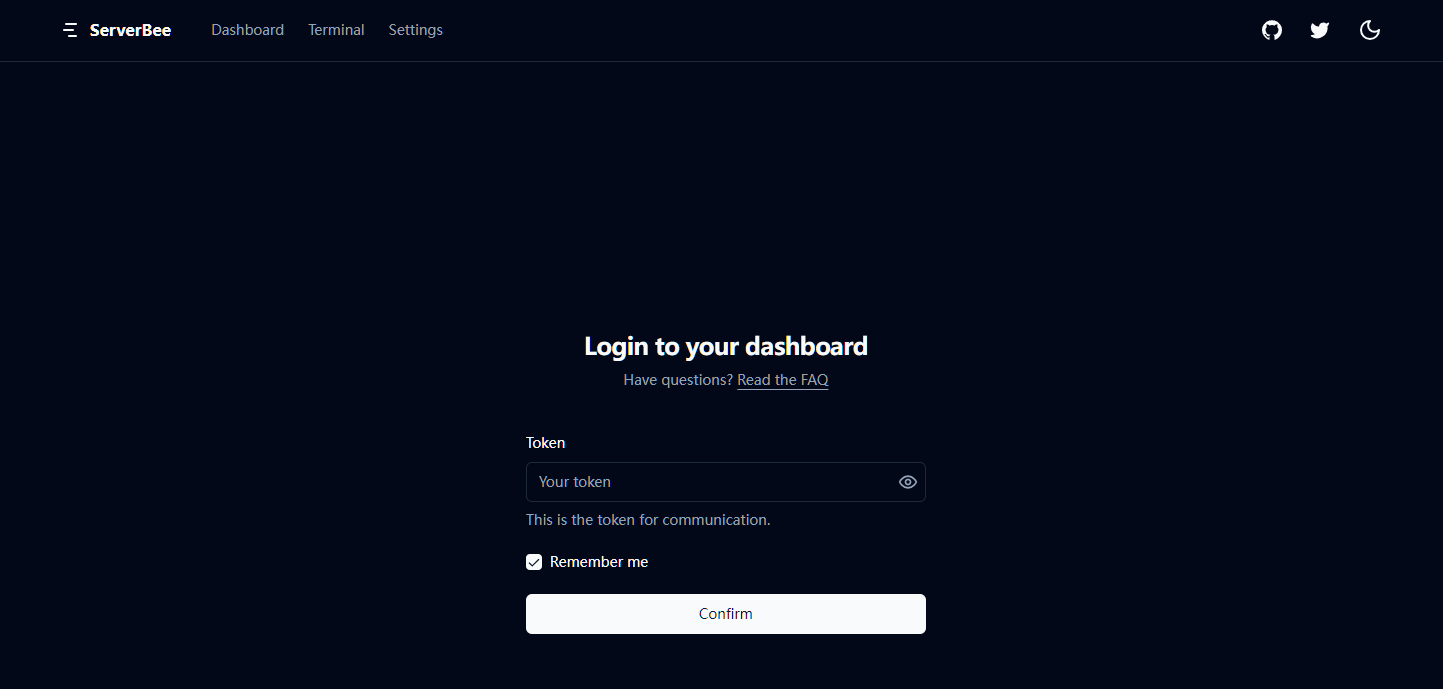 ServerBee Dashboard Terminal Settings
Login to your dashboard
Have questions? Read the FAQ
Token
Your token
This is the token for communication.
Remember me
Confirm